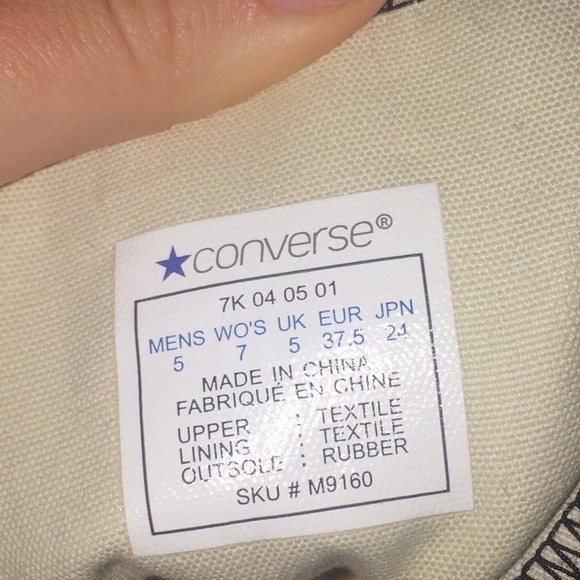 converse®
7K 04 05 01
MENS WO'S UK EUR JPN
5 7 5 37.5 24
MADE IN CHINA
FABRIQUÉ EN CHINE
UPPER : TEXTILE
LINING : TEXTILE
OUTSOLE : RUBBER
SKU # M9160